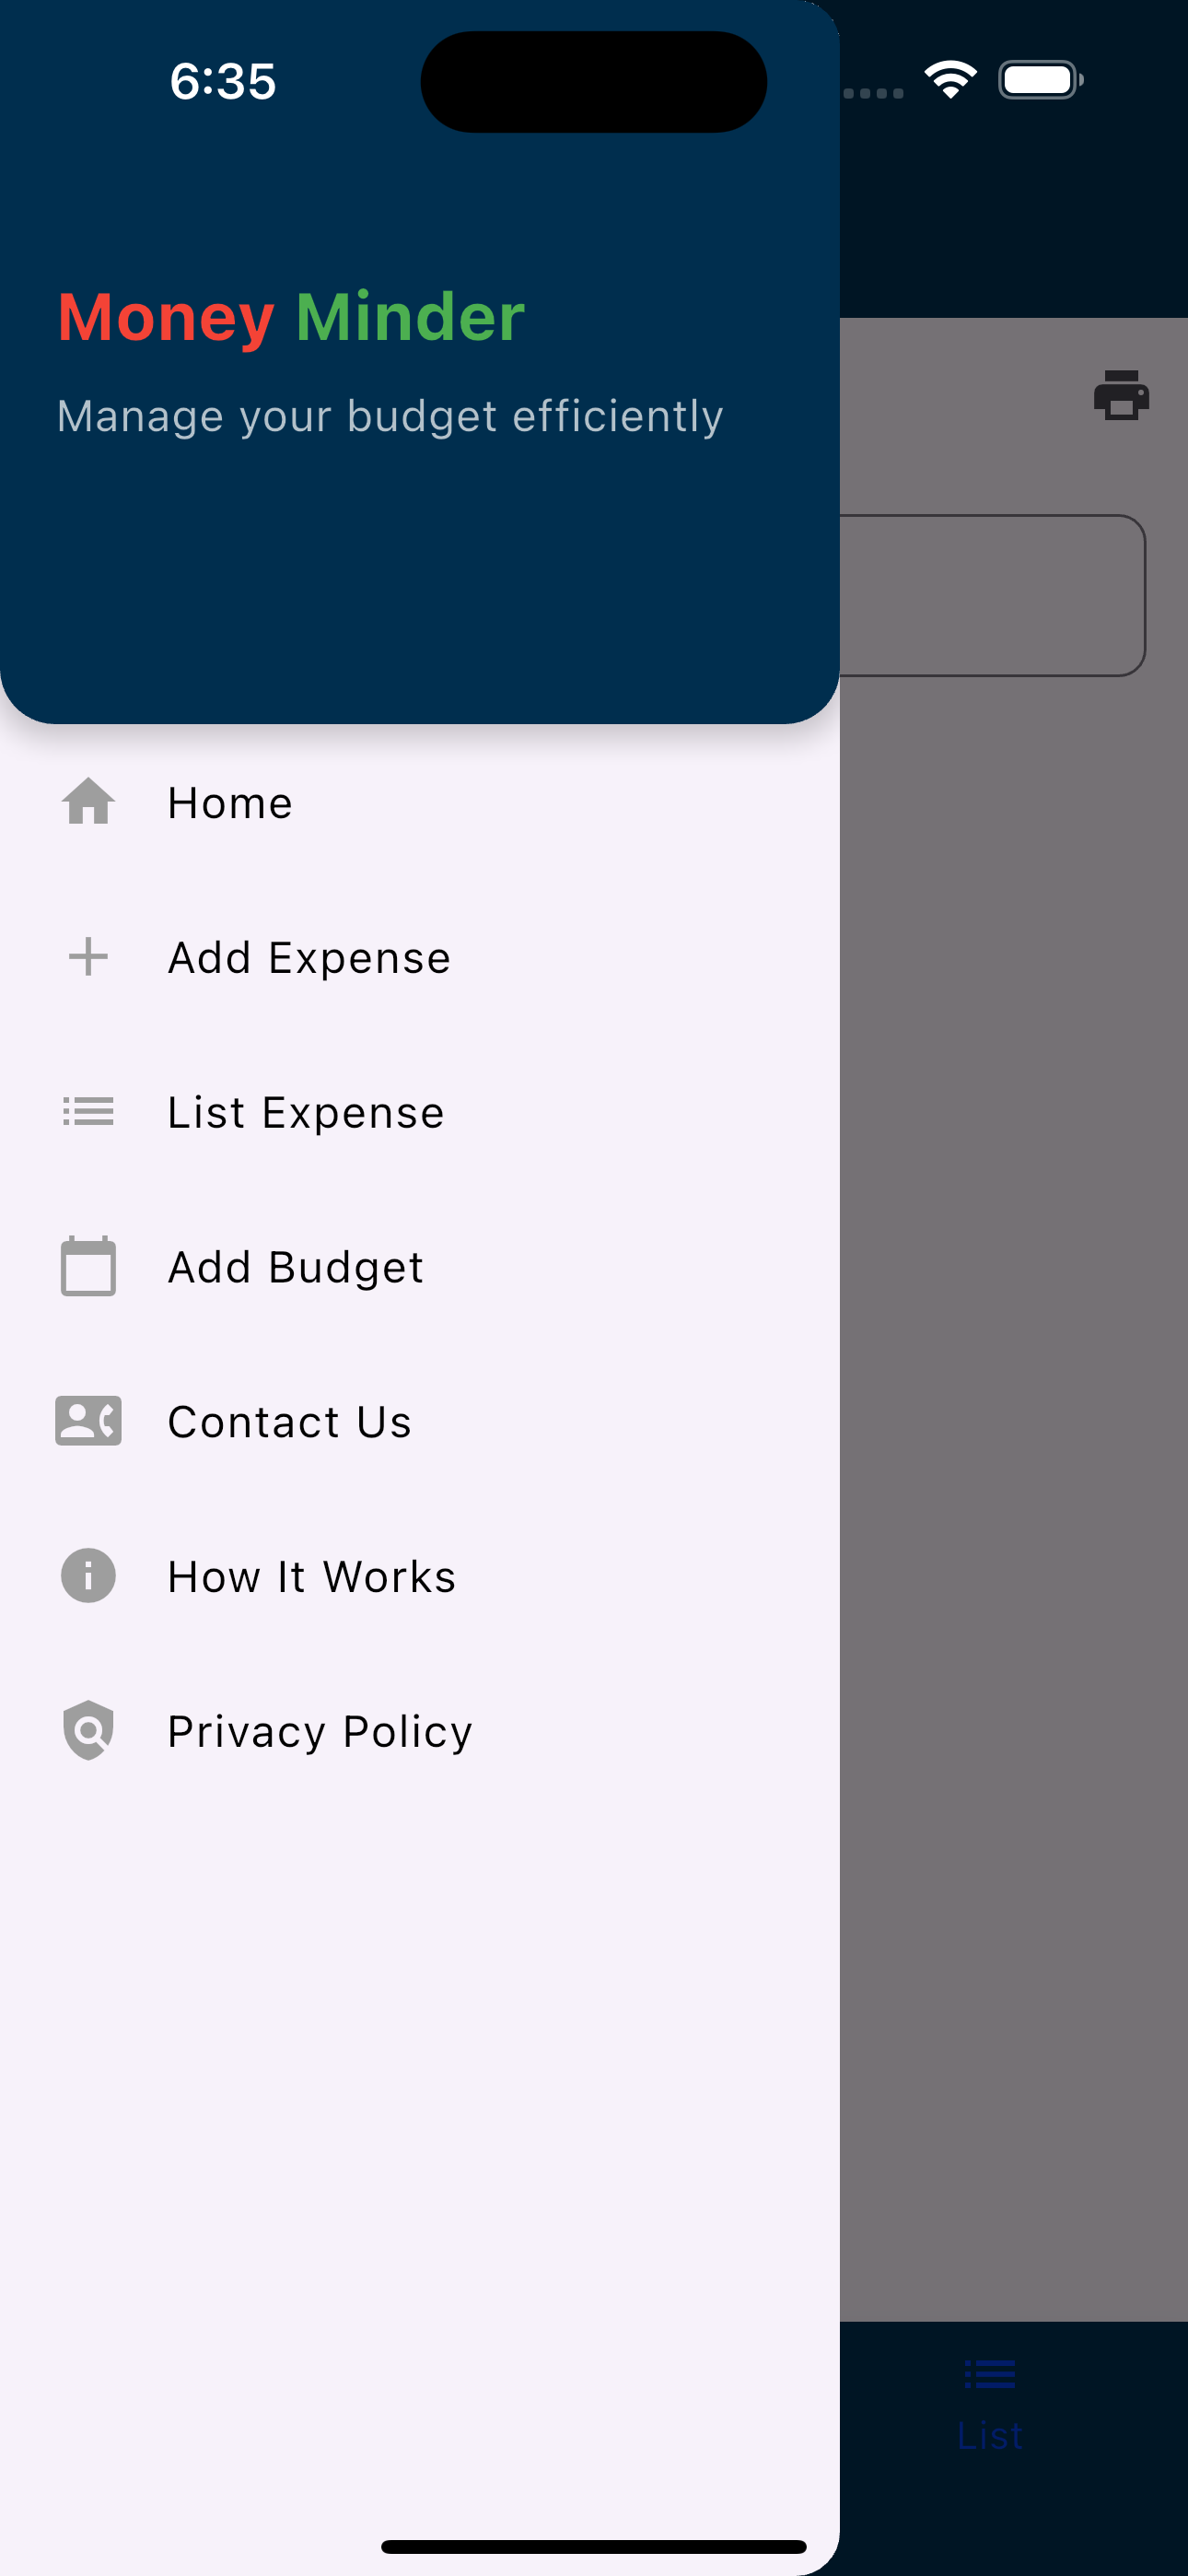 6:35
Money Minder
Manage your budget efficiently
Home
Add Expense
List Expense
Add Budget
Contact Us
How It Works
Privacy Policy
List